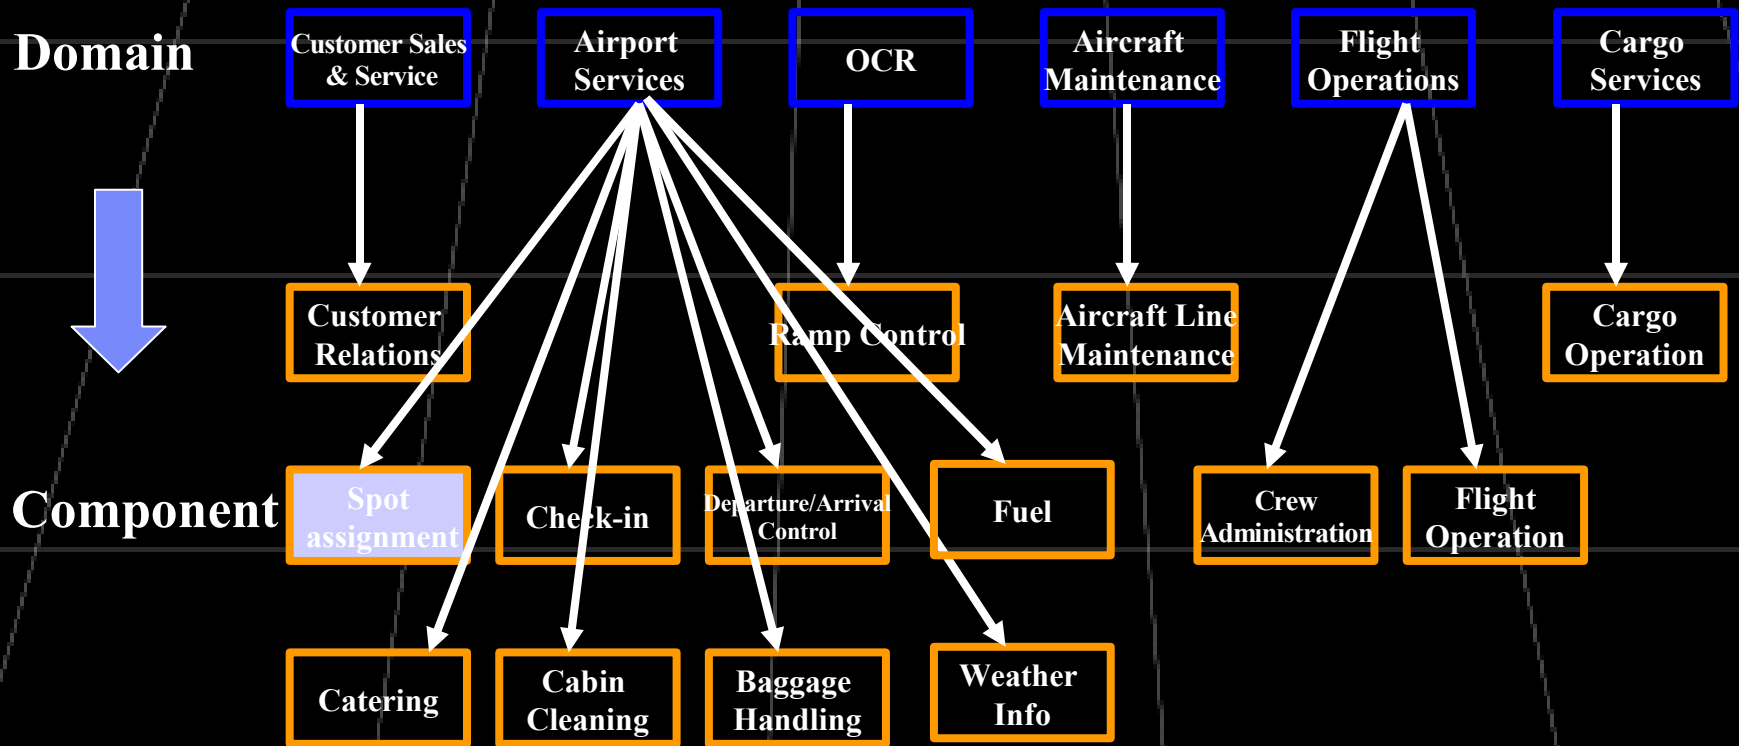 Domain
Customer Sales
& Service
Airport
Services
OCR
Aircraft
Maintenance
Flight
Operations
Cargo
Services
Customer
Relations
Ramp Control
Aircraft Line
Maintenance
Cargo
Operation
Component
Spot
assignment
Check-in
Departure/Arrival
Control
Fuel
Crew
Administration
Flight
Operation
Catering
Cabin
Cleaning
Baggage
Handling
Weather
Info